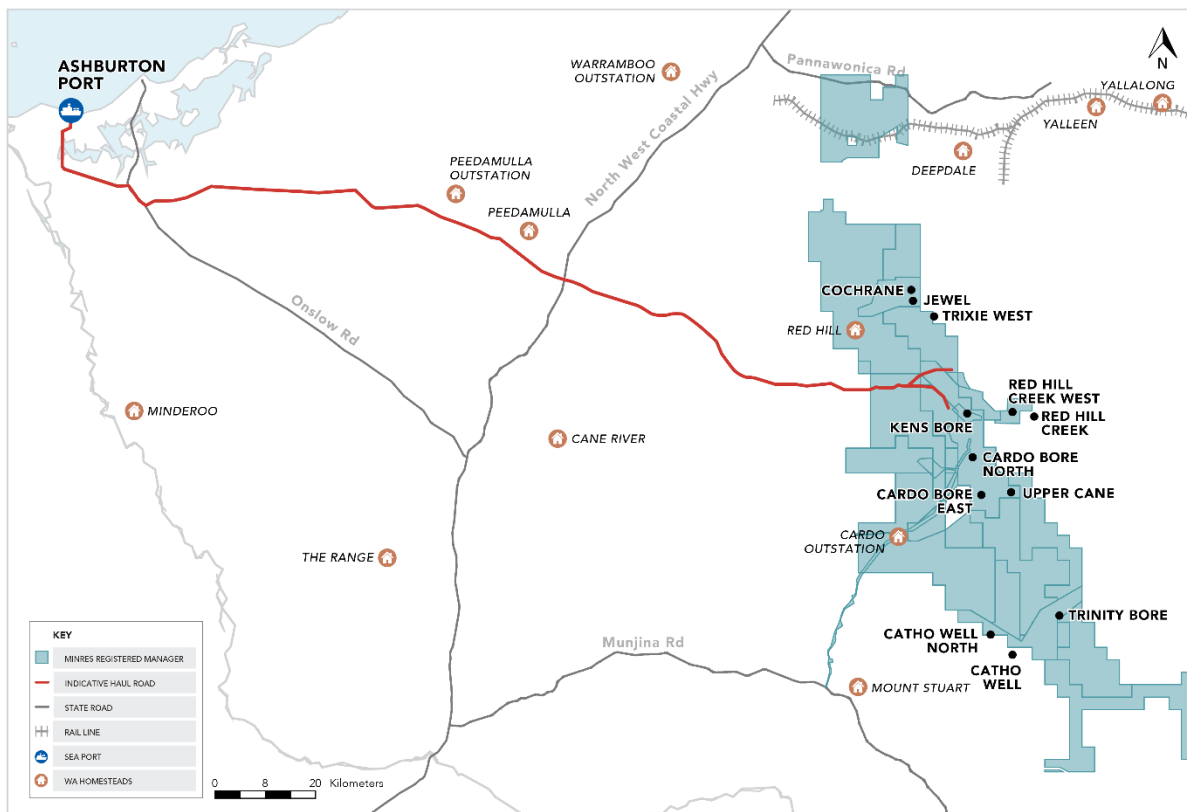 ASHBURTON
PORT
WARRAMBOO
OUTSTATION
North West Coastal Hwy
Pannawonica Rd
N
YALLALONG
YALLEEN
DEEPDALE
PEEDAMULLA
OUTSTATION
PEEDAMULLA
COCHRANE
JEWEL
TRIXIE WEST
RED HILL
Onslow Rd
MINDEROO
CANE RIVER
RED HILL
CREEK WEST
RED HILL
CREEK
KENS BORE
CARDO BORE
NORTH
CARDO BORE
EAST
UPPER CANE
CARDO
OUTSTATION
THE RANGE
TRINITY BORE
CATHO WELL
NORTH
CATHO
WELL
Munjina Rd
MOUNT STUART
KEY
MINRES REGISTERED MANAGER
INDICATIVE HAUL ROAD
STATE ROAD
RAIL LINE
SEA PORT
WA HOMESTEADS
0 8 20 Kilometers